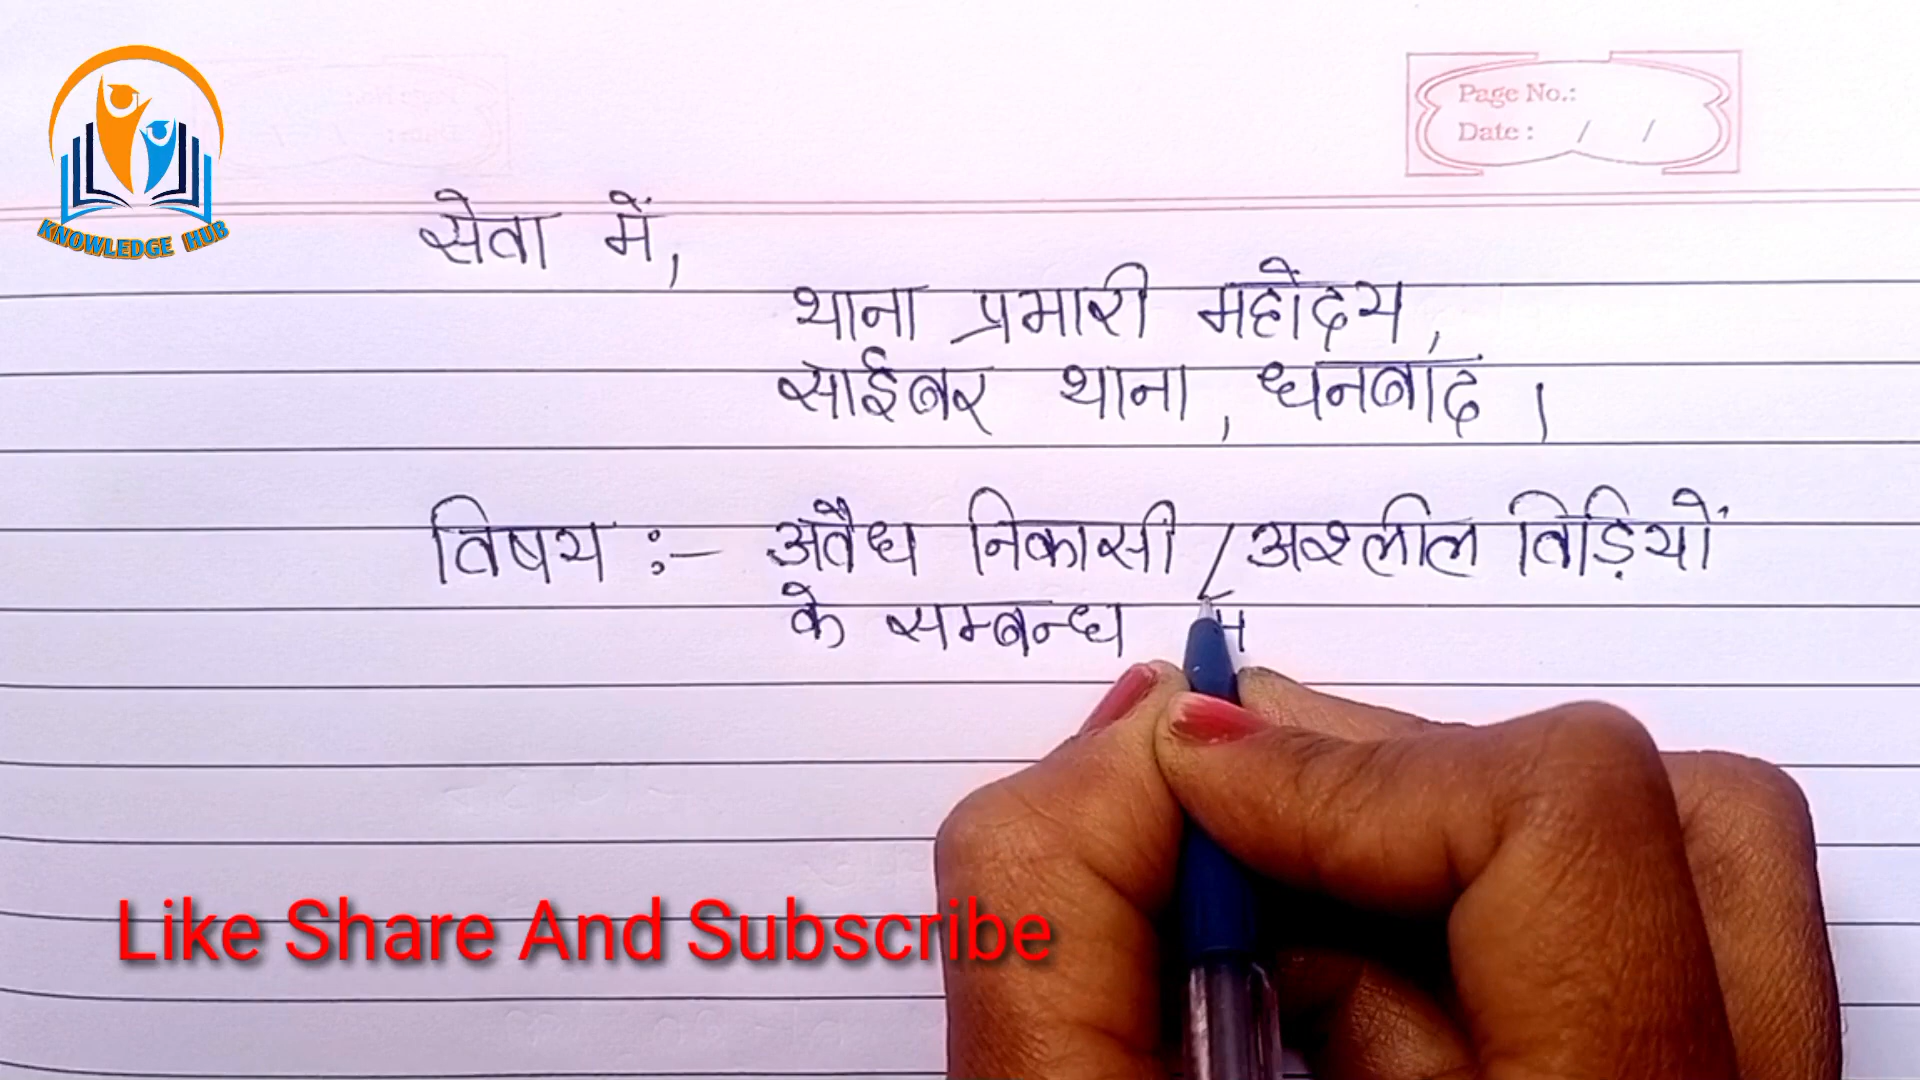 KNOWLEDGE HUB
Page No.:
Date : / /
सेवा में,
थाना प्रभारी महोदय,
साईबर थाना, धनबाद।
विषय :- अवैध निकासी / अश्लील विडियों
के सम्बन्ध म
Like Share And Subscribe